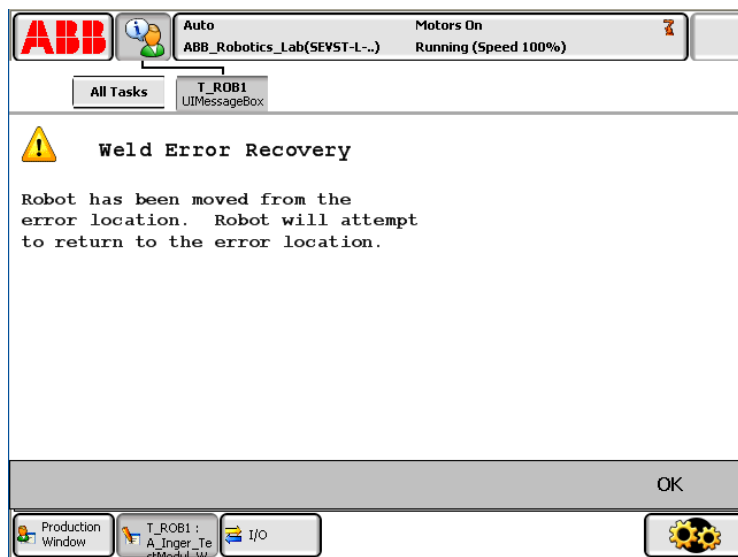 ABB
Auto
Motors On
ABB_Robotics_Lab(SEVST-L-..)
Running (Speed 100%)
All Tasks
T_ROB1
UIMessageBox
Weld Error Recovery
Robot has been moved from the
error location. Robot will attempt
to return to the error location.
OK
Production
Window
T_ROB1 :
A_Inger_Te
ctModul_W
I/O